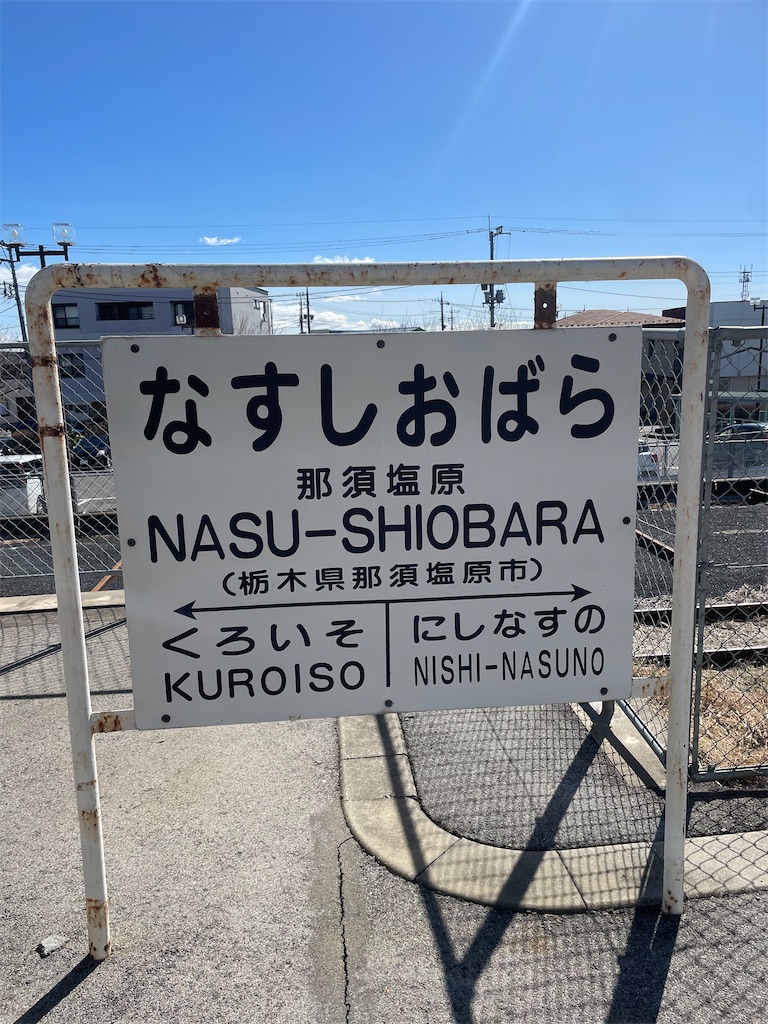 なすしおばら
那須塩原
NASU-SHIOBARA
(栃木県那須塩原市)
くろいそ
KUROISO
にしなすの
NISHI-NASUNO